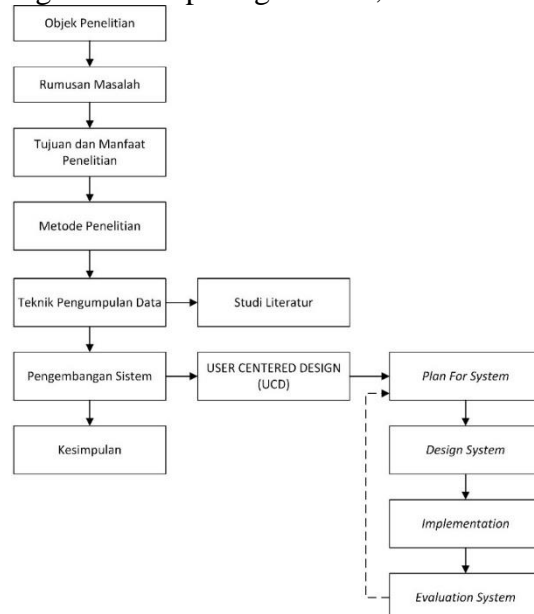 Objek Penelitian
Rumusan Masalah
Tujuan dan Manfaat
Penelitian
Metode Penelitian
Teknik Pengumpulan Data
Studi Literatur
Pengembangan Sistem
USER CENTERED DESIGN
(UCD)
Plan For System
Kesimpulan
Design System
Implementation
Evaluation System